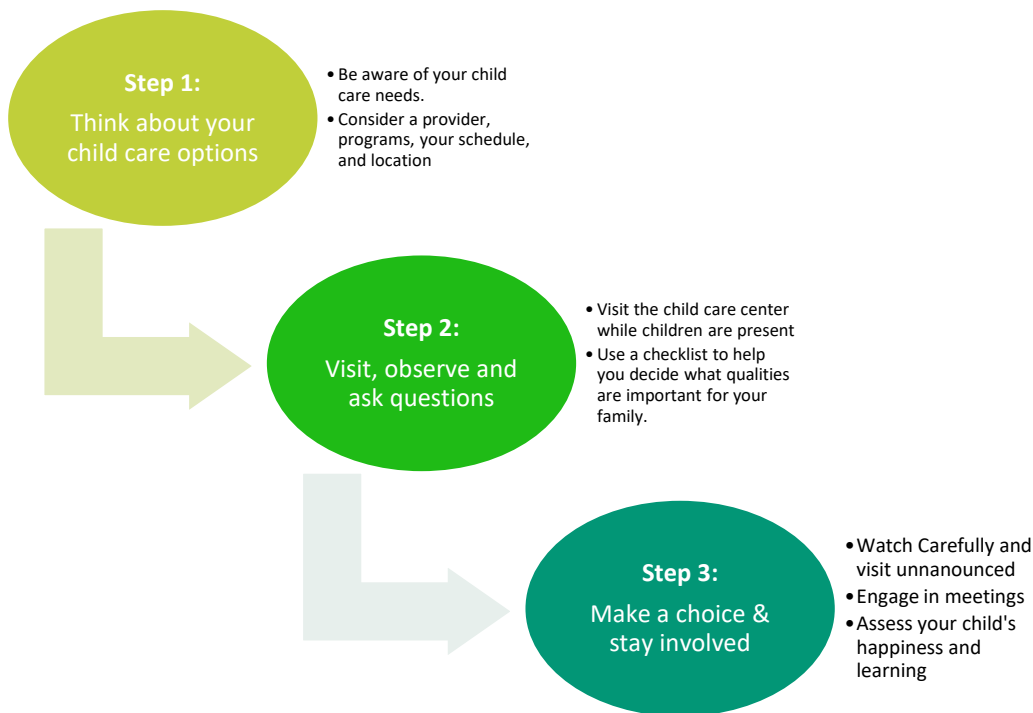 Step 1:
Think about your
child care options
•Be aware of your child
care needs.
•Consider a provider,
programs, your schedule,
and location
Step 2:
Visit, observe and
ask questions
•Visit the child care center
while children are present
•Use a checklist to help
you decide what qualities
are important for your
family.
Step 3:
Make a choice &
stay involved
•Watch Carefully and
visit unnanounced
•Engage in meetings
•Assess your child's
happiness and
learning